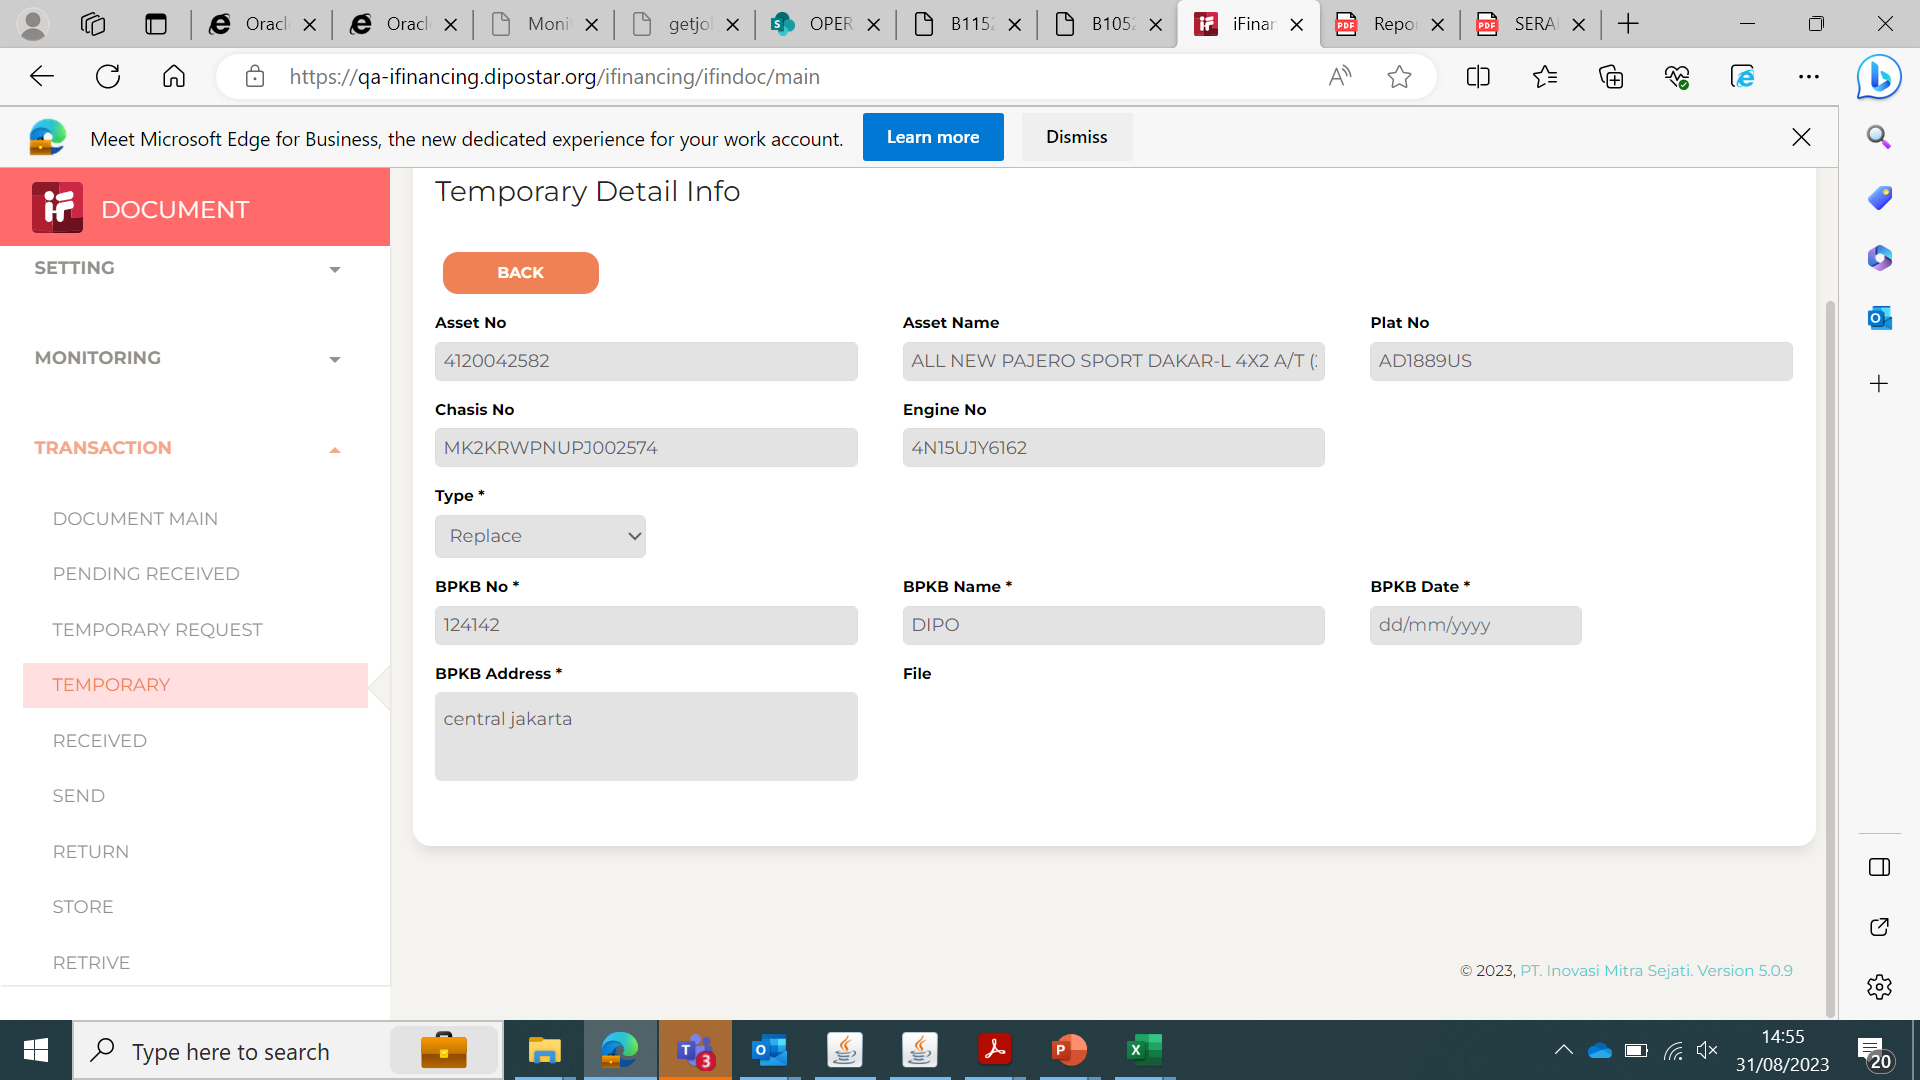 Oracl
Oracl
Moni
getjo
OPER
B1152
B1052
iFinan
Repo
SERA
https://qa-ifinancing.dipostar.org/ifinancing/ifindoc/main
Meet Microsoft Edge for Business, the new dedicated experience for your work account.
Learn more
Dismiss
iF DOCUMENT
SETTING
MONITORING
TRANSACTION
DOCUMENT MAIN
PENDING RECEIVED
TEMPORARY REQUEST
TEMPORARY
RECEIVED
SEND
RETURN
STORE
RETRIVE
Temporary Detail Info
BACK
Asset No
Asset Name
Plat No
4120042582
ALL NEW PAJERO SPORT DAKAR-L 4X2 A/T (
AD1889US
Chasis No
Engine No
MK2KRWPNUPJ002574
4N15UJY6162
Type *
Replace
BPKB No *
BPKB Name *
BPKB Date *
124142
DIPO
dd/mm/yyyy
BPKB Address *
File
central jakarta
© 2023, PT. Inovasi Mitra Sejati. Version 5.0.9
Type here to search
3
14:55
31/08/2023
20